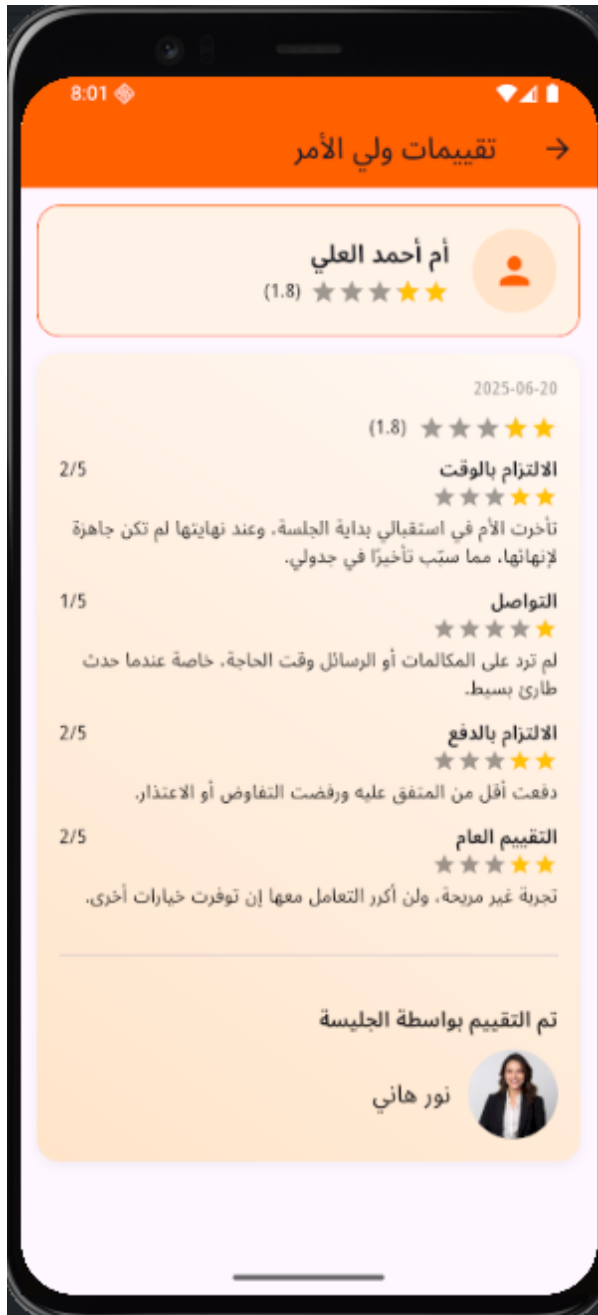 8:01
تقييمات ولي الأمر
أم أحمد العلي
(1.8)
2025-06-20
(1.8)
الالتزام بالوقت 2/5
تأخرت الأم في استقبالي بداية الجلسة، وعند نهايتها لم تكن جاهزة
لإنهائها، مما سبّب تأخيرًا في جدولي.
التواصل 1/5
لم ترد على المكالمات أو الرسائل وقت الحاجة، خاصة عندما حدث
طارئ بسيط.
الالتزام بالدفع 2/5
دفعت أقل من المتفق عليه ورفضت التفاوض أو الاعتذار.
التقييم العام 2/5
تجربة غير مريحة، ولن أكرر التعامل معها إن توفرت خيارات أخرى.
تم التقييم بواسطة الجليسة
نور هاني